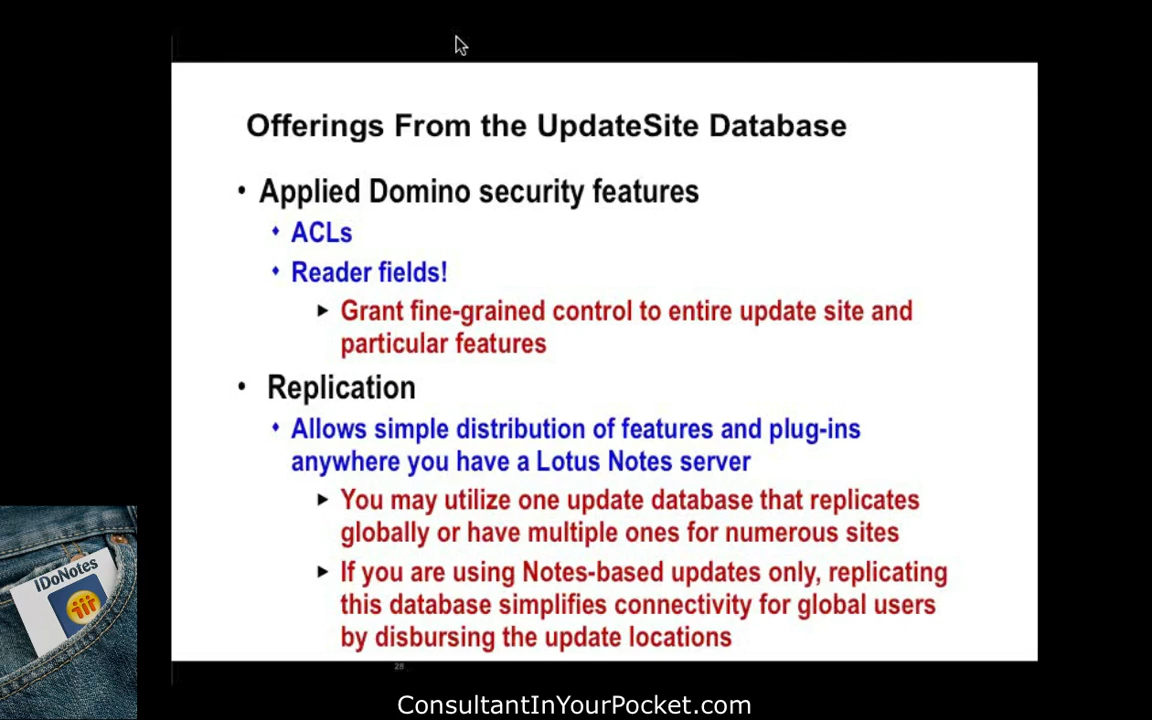 Offerings From the UpdateSite Database
• Applied Domino security features
♦ ACLs
♦ Reader fields!
► Grant fine-grained control to entire update site and
particular features
• Replication
♦ Allows simple distribution of features and plug-ins
anywhere you have a Lotus Notes server
► You may utilize one update database that replicates
globally or have multiple ones for numerous sites
► If you are using Notes-based updates only, replicating
this database simplifies connectivity for global users
by disbursing the update locations
IDoNotes
28
ConsultantInYourPocket.com